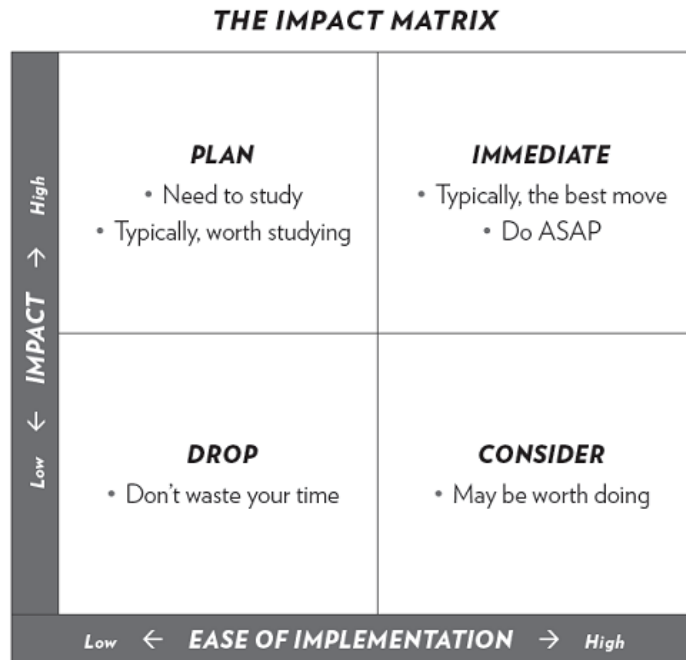 THE IMPACT MATRIX
PLAN
• Need to study
• Typically, worth studying
IMMEDIATE
• Typically, the best move
• Do ASAP
DROP
• Don't waste your time
CONSIDER
• May be worth doing
Low ← IMPACT → High
Low ← EASE OF IMPLEMENTATION → High